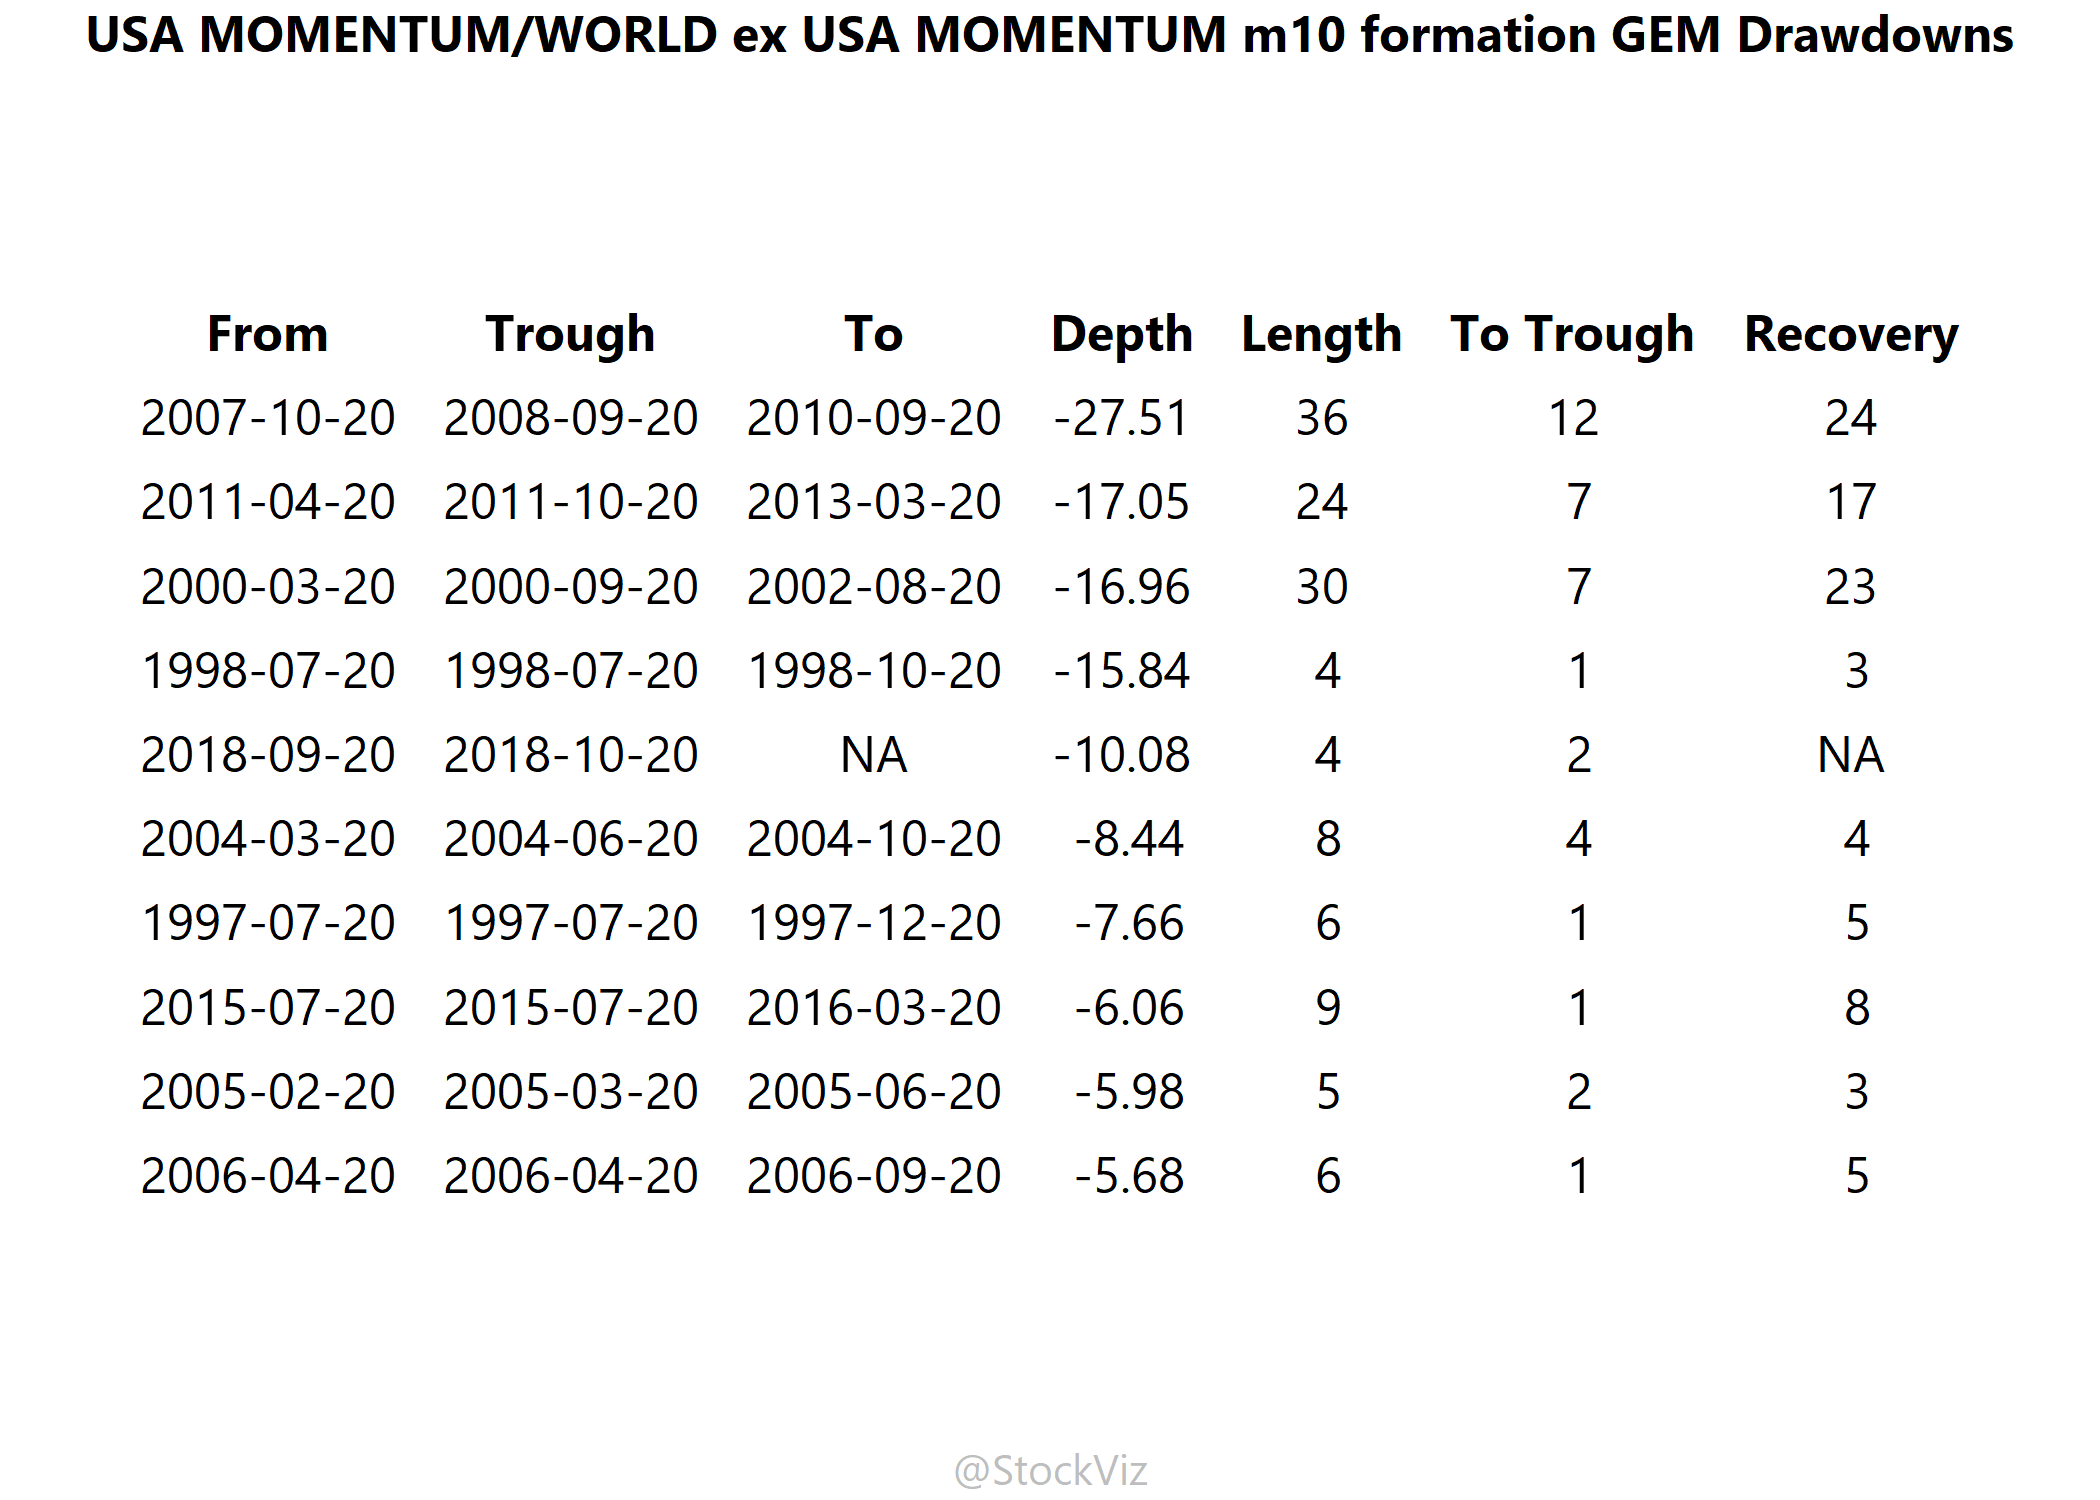 USA MOMENTUM/WORLD ex USA MOMENTUM m10 formation GEM Drawdowns
From Trough To Depth Length To Trough Recovery
2007-10-20 2008-09-20 2010-09-20 -27.51 36 12 24
2011-04-20 2011-10-20 2013-03-20 -17.05 24 7 17
2000-03-20 2000-09-20 2002-08-20 -16.96 30 7 23
1998-07-20 1998-07-20 1998-10-20 -15.84 4 1 3
2018-09-20 2018-10-20 NA -10.08 4 2 NA
2004-03-20 2004-06-20 2004-10-20 -8.44 8 4 4
1997-07-20 1997-07-20 1997-12-20 -7.66 6 1 5
2015-07-20 2015-07-20 2016-03-20 -6.06 9 1 8
2005-02-20 2005-03-20 2005-06-20 -5.98 5 2 3
2006-04-20 2006-04-20 2006-09-20 -5.68 6 1 5
@StockViz